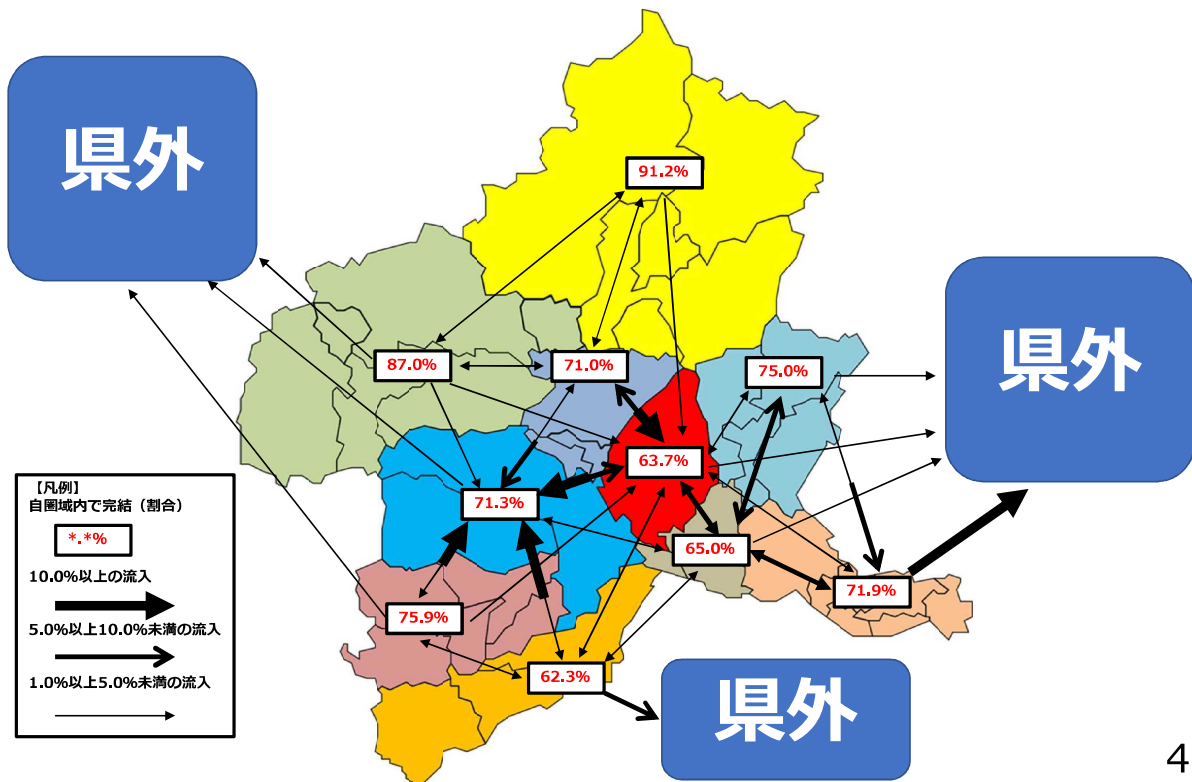 県外
91.2%
87.0%
71.0%
75.0%
県外
63.7%
71.3%
65.0%
71.9%
75.9%
62.3%
県外
【凡例】
自圏域内で完結（割合）
*.*%
10.0%以上の流入
5.0%以上10.0%未満の流入
1.0%以上5.0%未満の流入
4